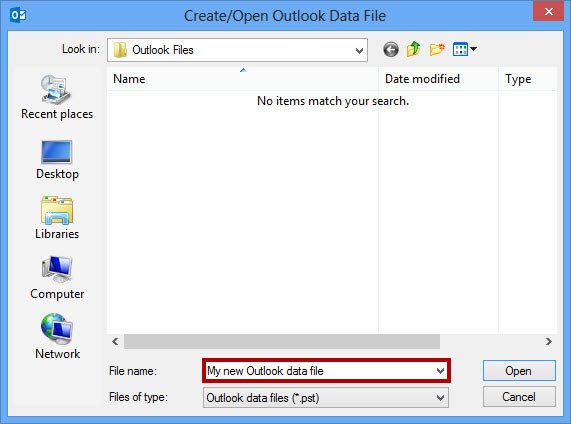 Create/Open Outlook Data File
Look in: Outlook Files
Name Date modified Type
No items match your search.
Recent places
Desktop
Libraries
Computer
Network
File name: My new Outlook data file Open
Files of type: Outlook data files (*.pst) Cancel